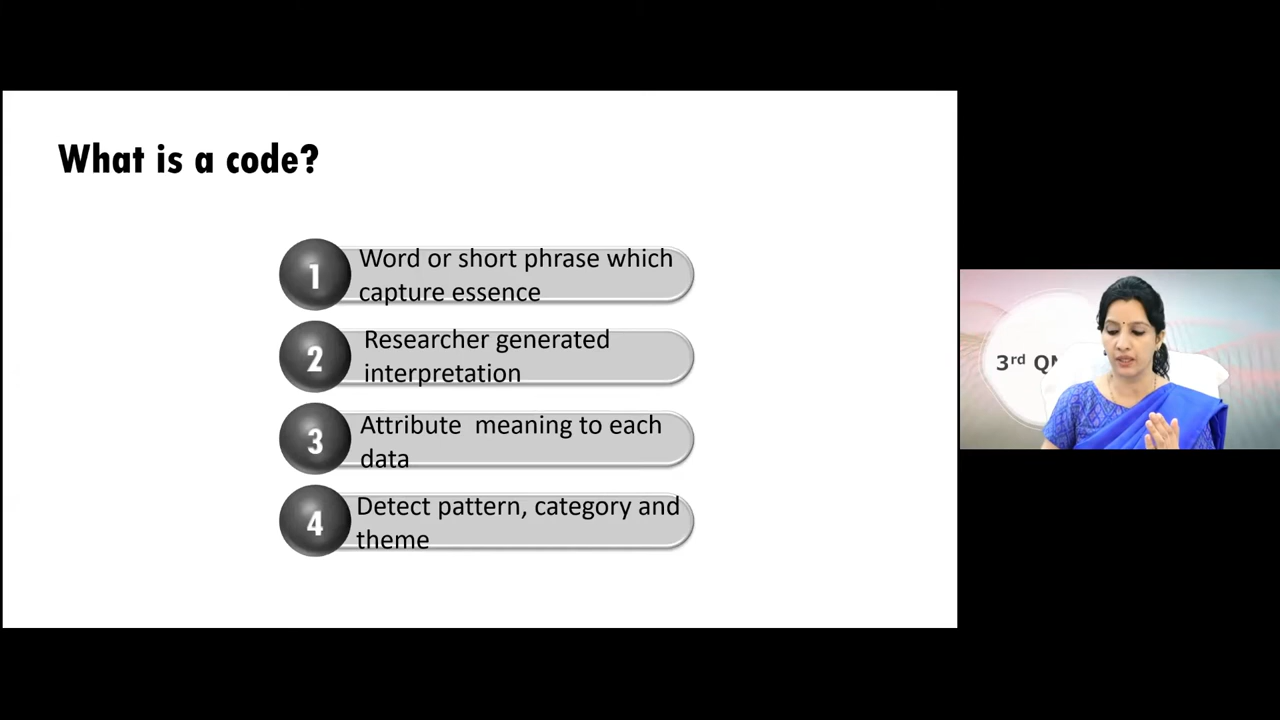 What is a code?
1
Word or short phrase which
capture essence
2
Researcher generated
interpretation
3
Attribute  meaning to each
data
4
Detect pattern, category and
theme
3rd